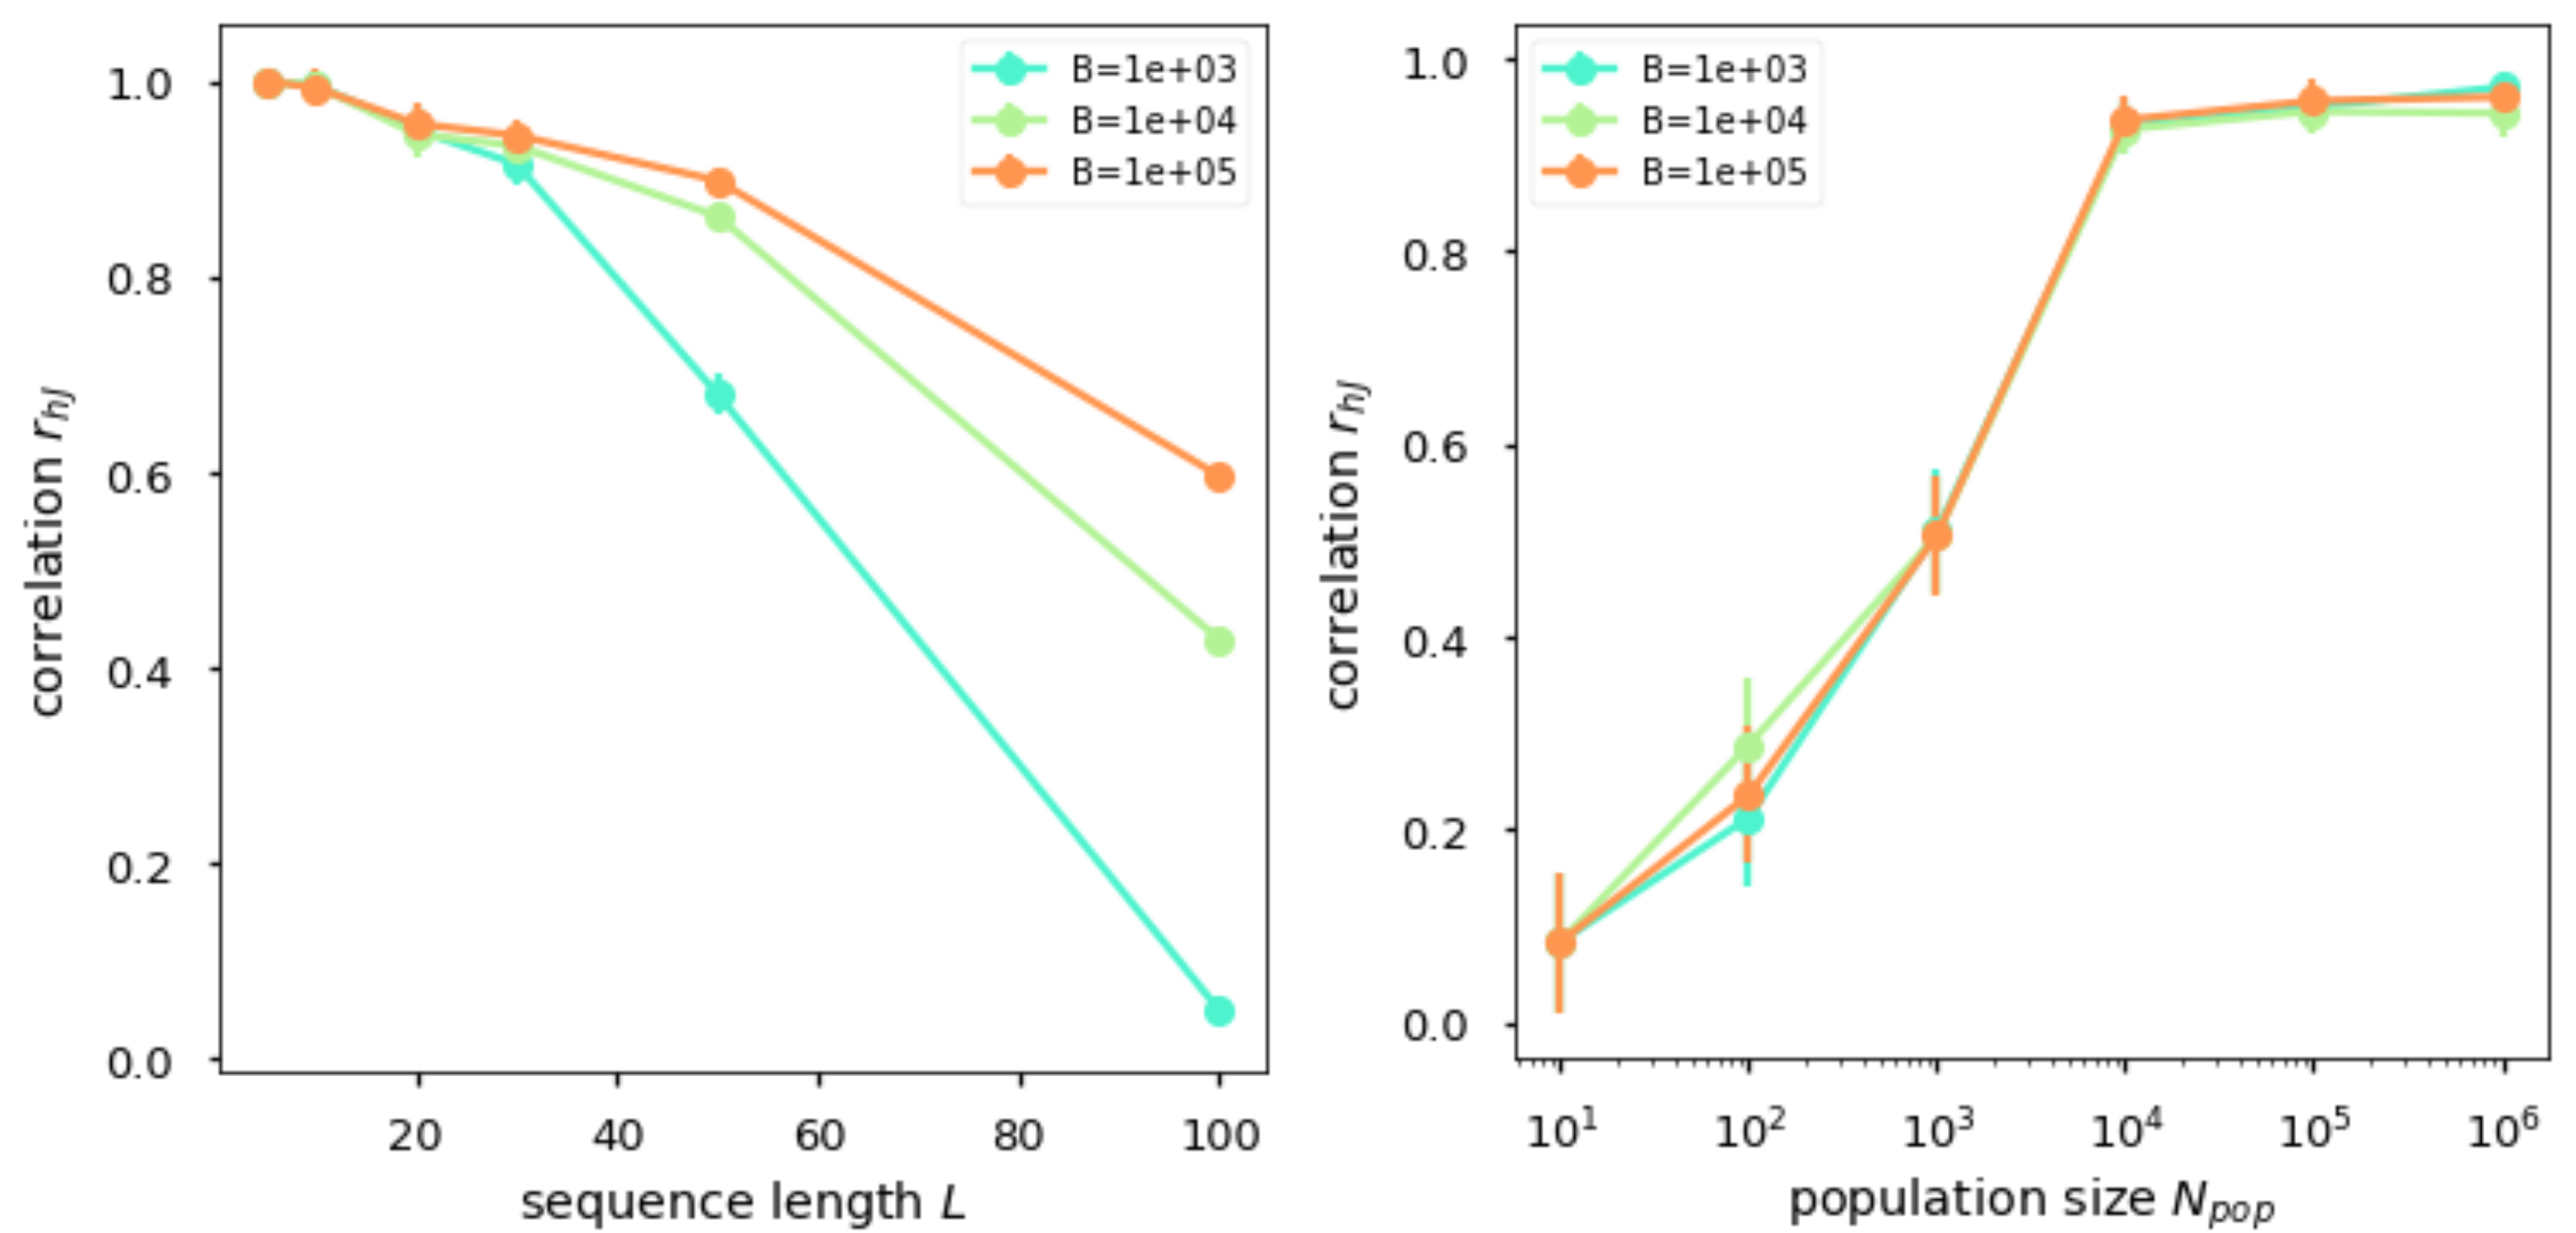 1.0
0.8
0.6
0.4
0.2
0.0
correlation r_hJ
B=1e+03
B=1e+04
B=1e+05
20 40 60 80 100
sequence length L
1.0
0.8
0.6
0.4
0.2
0.0
correlation r_hJ
B=1e+03
B=1e+04
B=1e+05
10^1 10^2 10^3 10^4 10^5 10^6
population size N_pop